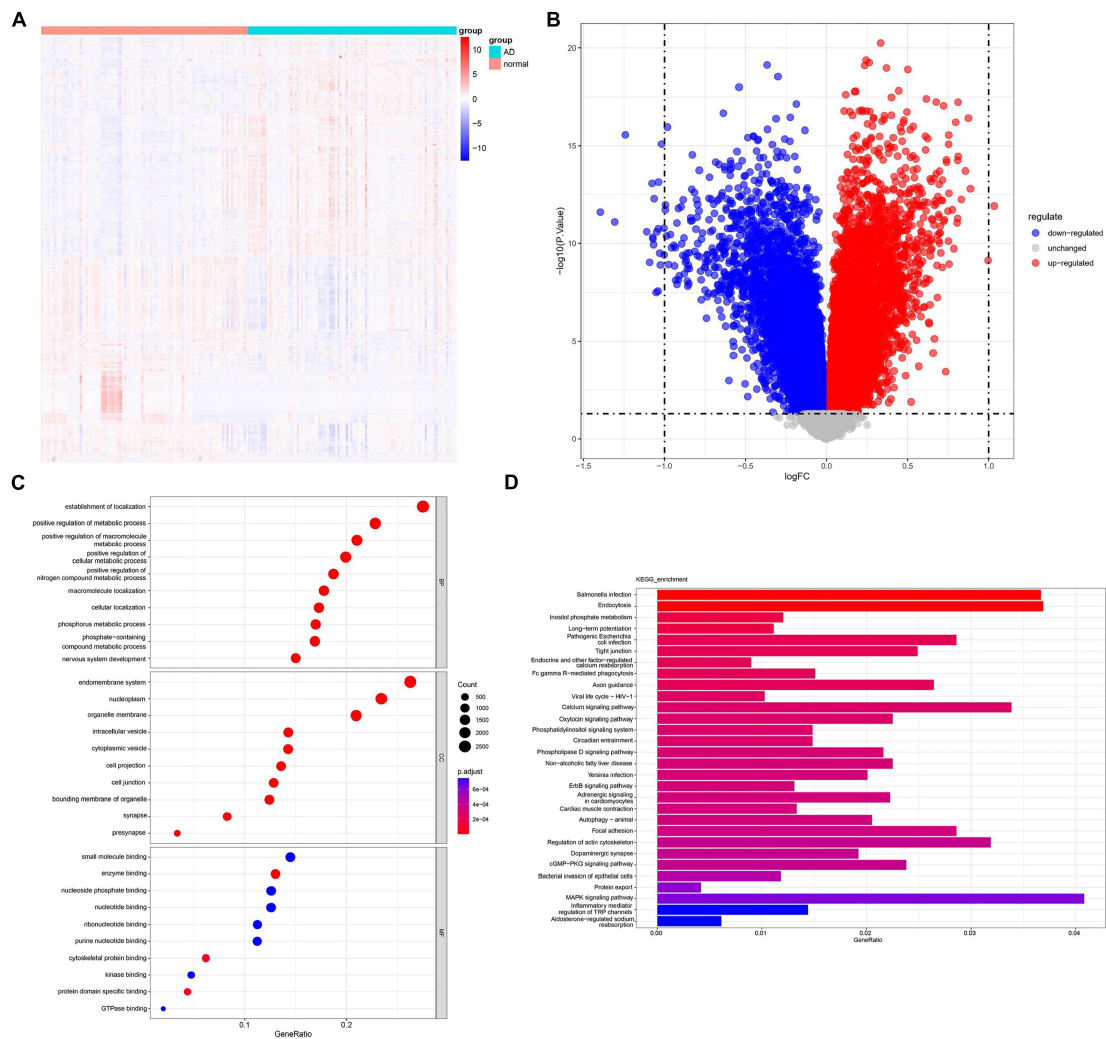 A
group
10
5
0
−5
−10
group
AD
normal
B
20
15
10
5
0
−log10(P.Value)
−1.5
−1.0
−0.5
0.0
0.5
1.0
logFC
regulate
down−regulated
unchanged
up−regulated
C
establishment of localization
positive regulation of metabolic process
positive regulation of macromolecule
metabolic process
positive regulation of
cellular metabolic process
positive regulation of
nitrogen compound metabolic process
macromolecule localization
cellular localization
phosphorus metabolic process
phosphate−containing
compound metabolic process
nervous system development
BP
endomembrane system
nucleoplasm
organelle membrane
intracellular vesicle
cytoplasmic vesicle
cell projection
cell junction
bounding membrane of organelle
synapse
presynapse
CC
small molecule binding
enzyme binding
nucleoside phosphate binding
nucleotide binding
ribonucleotide binding
purine nucleotide binding
cytoskeletal protein binding
kinase binding
protein domain specific binding
GTPase binding
MF
0.1
0.2
GeneRatio
Count
500
1000
1500
2000
2500
p.adjust
6e−04
4e−04
2e−04
D
KEGG_enrichment
Salmonella infection
Endocytosis
Inositol phosphate metabolism
Long−term potentiation
Pathogenic Escherichia
coli infection
Tight junction
Endocrine and other factor−regulated
calcium reabsorption
Fc gamma R−mediated phagocytosis
Axon guidance
Viral life cycle − HIV−1
Calcium signaling pathway
Oxytocin signaling pathway
Phosphatidylinositol signaling system
Circadian entrainment
Phospholipase D signaling pathway
Non−alcoholic fatty liver disease
Yersinia infection
ErbB signaling pathway
Adrenergic signaling
in cardiomyocytes
Cardiac muscle contraction
Autophagy − animal
Focal adhesion
Regulation of actin cytoskeleton
Dopaminergic synapse
cGMP−PKG signaling pathway
Bacterial invasion of epithelial cells
Protein export
MAPK signaling pathway
Inflammatory mediator
regulation of TRP channels
Aldosterone−regulated sodium
reabsorption
0.00
0.01
0.02
0.03
0.04
GeneRatio